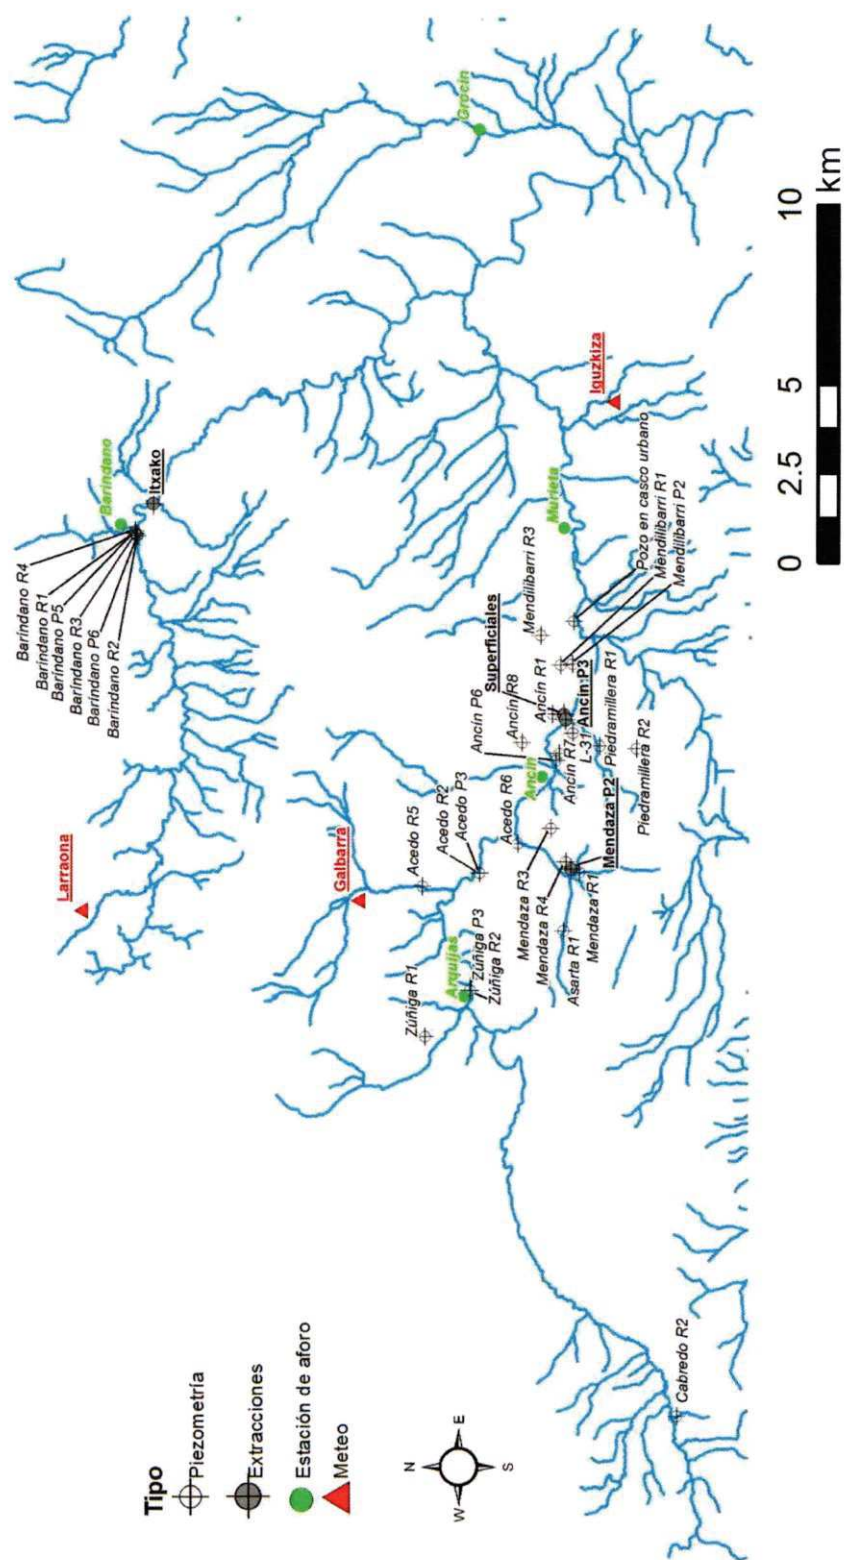 Tipo
Piezometría
Extracciones
Estación de aforo
Meteo
N
W
E
S
Larraona
Barindano R4
Barindano R1
Barindano P5
Barindano R3
Barindano P6
Barindano R2
Barindano
Itxako
Grocin
Galbarra
Acedo R5
Acedo R2
Acedo P3
Acedo R6
Zúñiga R1
Arquijas
Zúñiga P3
Zúñiga R2
Mendaza R3
Mendaza R4
Asarta R1
Mendaza R1
Mendaza P2
Ancín P6
Ancín R8
Superficiales
Ancín R1
Ancín
Ancín R7
L-31
Ancín P3
Piedramillera R1
Piedramillera R2
Mendilibarri R3
Murieta
Iguzkiza
Pozo en casco urbano
Mendilibarri R1
Mendilibarri P2
Cabredo R2
0
2.5
5
10
km